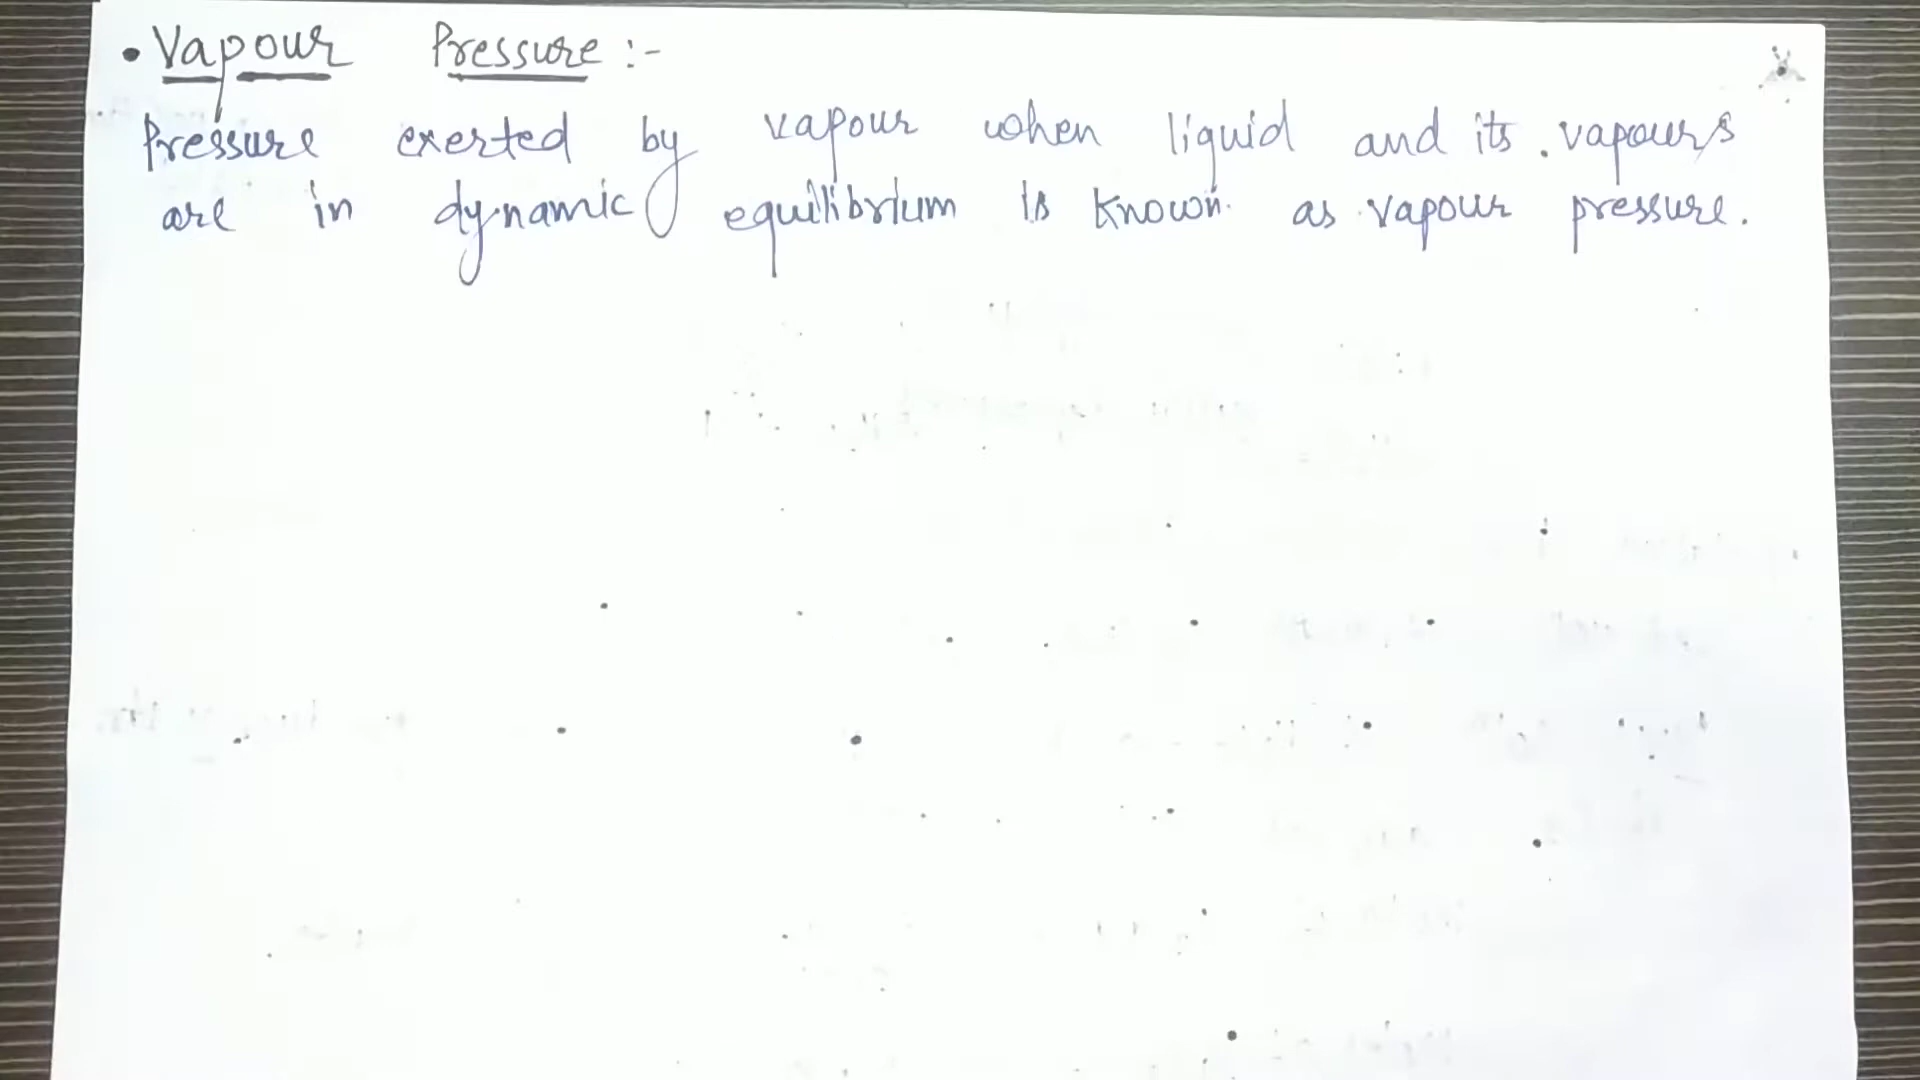 • Vapour Pressure :-
Pressure exerted by vapour when liquid and its vapours
are in dynamic equilibrium is known as vapour pressure.